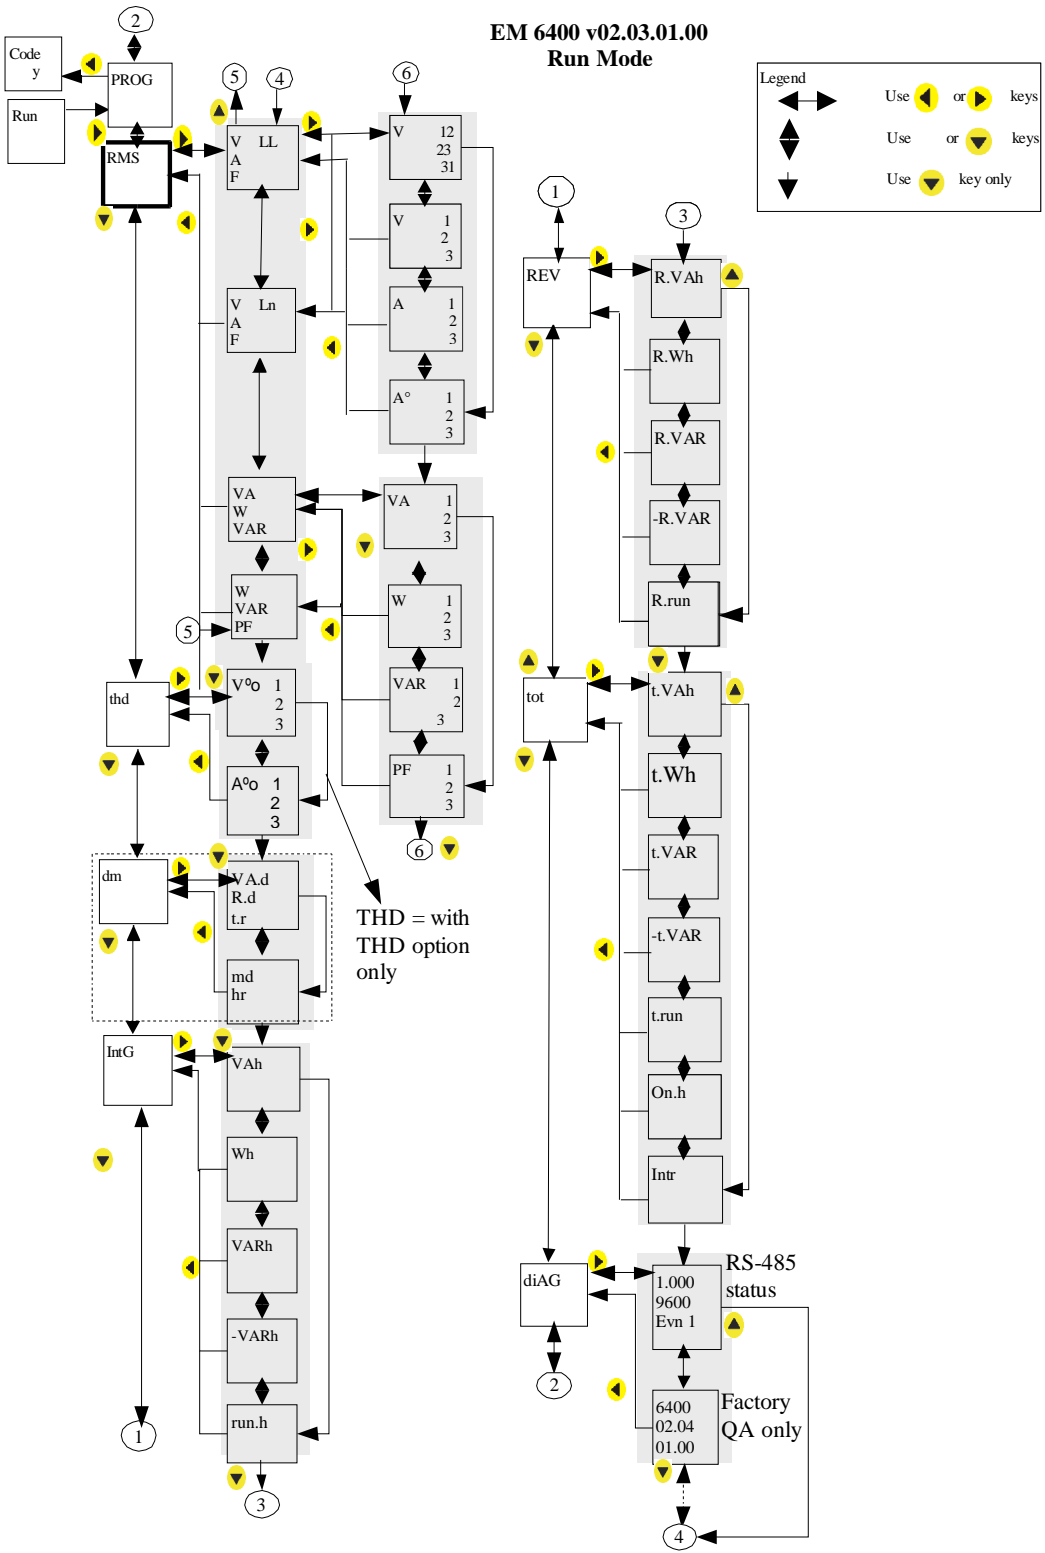 EM 6400 v02.03.01.00
Run Mode
Legend
Use or keys
Use or keys
Use key only
2
Code
y
PROG
Run
RMS
5
4
6
V LL
A
F
V Ln
A
F
VA
W
VAR
W
VAR
PF
5
V 12
23
31
V 1
2
3
A 1
2
3
A° 1
2
3
VA 1
2
3
W 1
2
3
VAR 1
2
3
PF 1
2
3
6
thd
Vºo 1
2
3
Aºo 1
2
3
THD = with
THD option
only
dm
VA.d
R.d
t.r
md
hr
IntG
VAh
Wh
VARh
-VARh
run.h
1
3
1
REV
3
R.VAh
R.Wh
R.VAR
-R.VAR
R.run
tot
t.VAh
t.Wh
t.VAR
-t.VAR
t.run
On.h
Intr
diAG
2
1.000
9600
Evn 1
RS-485
status
6400
02.04
01.00
Factory
QA only
4